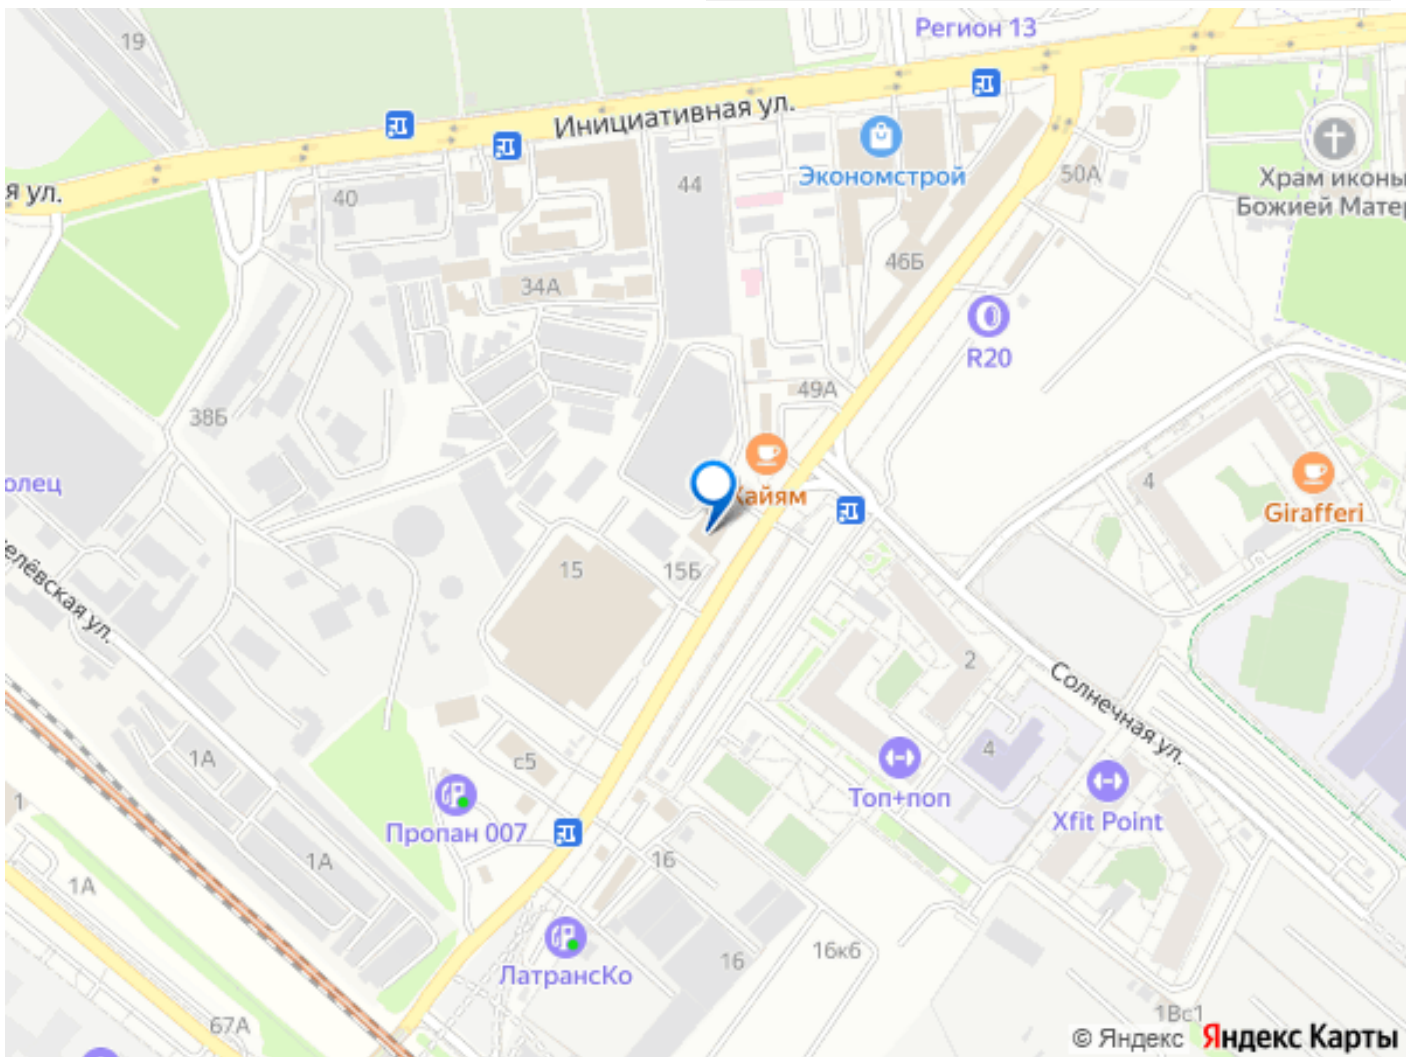 Регион 13
19
Инициативная ул.
Экономстрой
я ул.
40
44
50А
Храм иконы
Божией Матер
46Б
34А
R20
49А
38Б
4
олец
Хайям
Girafferi
15
15Б
елёвская ул.
2
Солнечная ул.
1А
с5
4
Топ+поп
Xfit Point
1
Пропан 007
1А
16
1А
ЛатрансКо
16
16к6
67А
1Вс1
© Яндекс Яндекс Карты